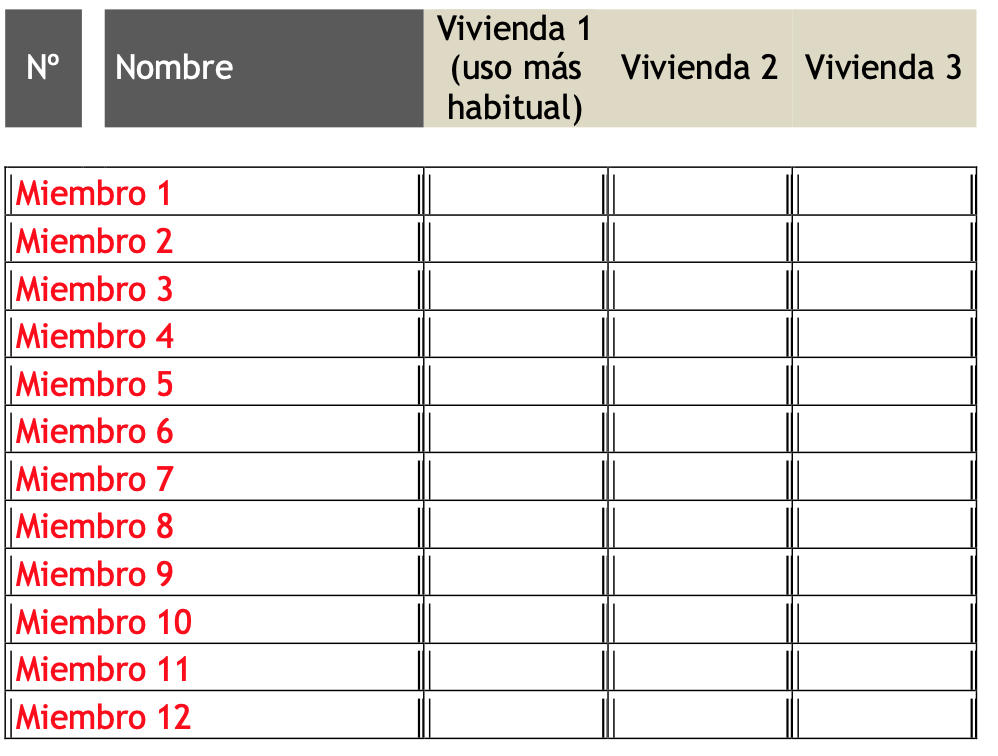 Nº Nombre Vivienda 1 (uso más habitual) Vivienda 2 Vivienda 3
Miembro 1
Miembro 2
Miembro 3
Miembro 4
Miembro 5
Miembro 6
Miembro 7
Miembro 8
Miembro 9
Miembro 10
Miembro 11
Miembro 12